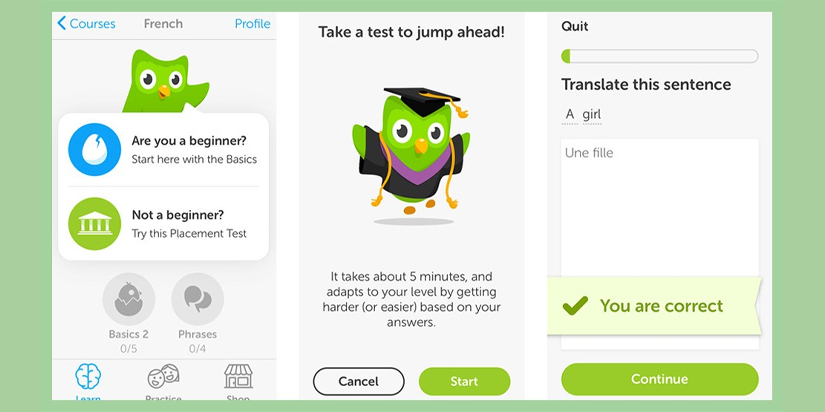 Courses
French
Profile
Are you a beginner?
Start here with the Basics
Not a beginner?
Try this Placement Test
Basics 2
0/5
Phrases
0/4
Learn
Practice
Shop
Take a test to jump ahead!
It takes about 5 minutes, and
adapts to your level by getting
harder (or easier) based on your
answers.
Cancel
Start
Quit
Translate this sentence
A girl
Une fille
You are correct
Continue